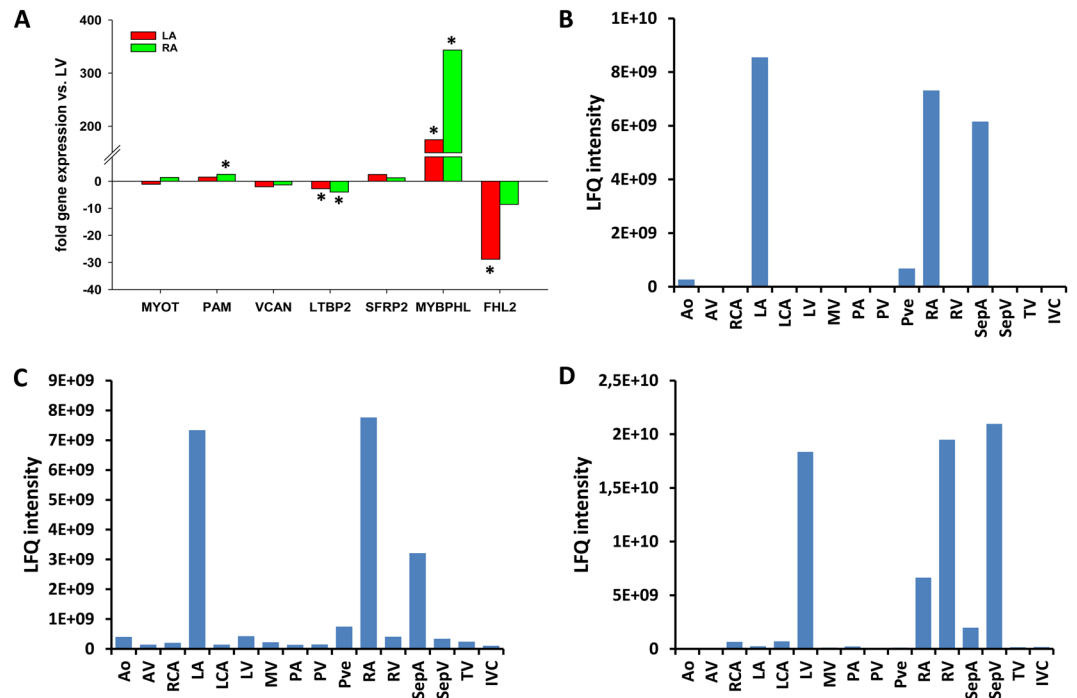 A
400
300
200
0
-10
-20
-30
-40
fold gene expression vs. LV
LA
RA
*
*
*
*
*
*
MYOT PAM VCAN LTBP2 SFRP2 MYBPHL FHL2
B
1E+10
8E+09
6E+09
4E+09
2E+09
0
LFQ intensity
Ao AV RCA LA LCA LV MV PA PV Pve RA RV SepA SepV TV IVC
C
9E+09
8E+09
7E+09
6E+09
5E+09
4E+09
3E+09
2E+09
1E+09
0
LFQ intensity
Ao AV RCA LA LCA LV MV PA PV Pve RA RV SepA SepV TV IVC
D
2,5E+10
2E+10
1,5E+10
1E+10
5E+09
0
LFQ intensity
Ao AV RCA LA LCA LV MV PA PV Pve RA RV SepA SepV TV IVC